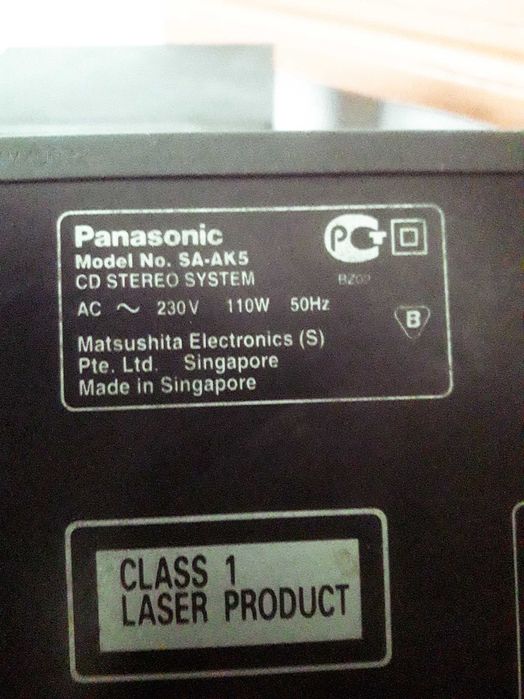 Panasonic
Model No. SA-AK5
CD STEREO SYSTEM
AC ~ 230V 110W 50Hz
Matsushita Electronics (S)
Pte. Ltd. Singapore
Made in Singapore
B
CLASS 1
LASER PRODUCT